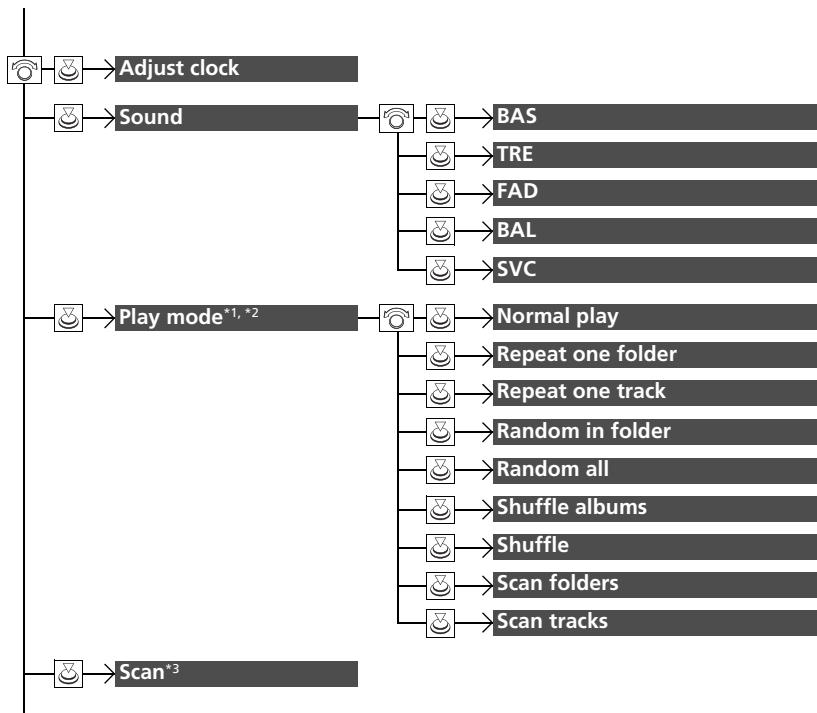 Adjust clock
Sound
BAS
TRE
FAD
BAL
SVC
Play mode*1, *2
Normal play
Repeat one folder
Repeat one track
Random in folder
Random all
Shuffle albums
Shuffle
Scan folders
Scan tracks
Scan*3